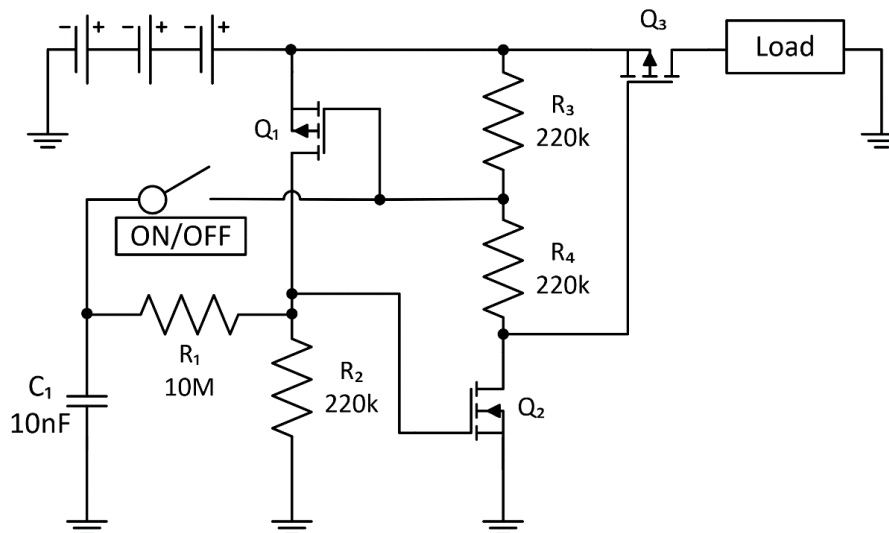 − + − + − +
Q₃
Load
R₃
220k
Q₁
ON/OFF
R₄
220k
R₁
10M
R₂
220k
C₁
10nF
Q₂